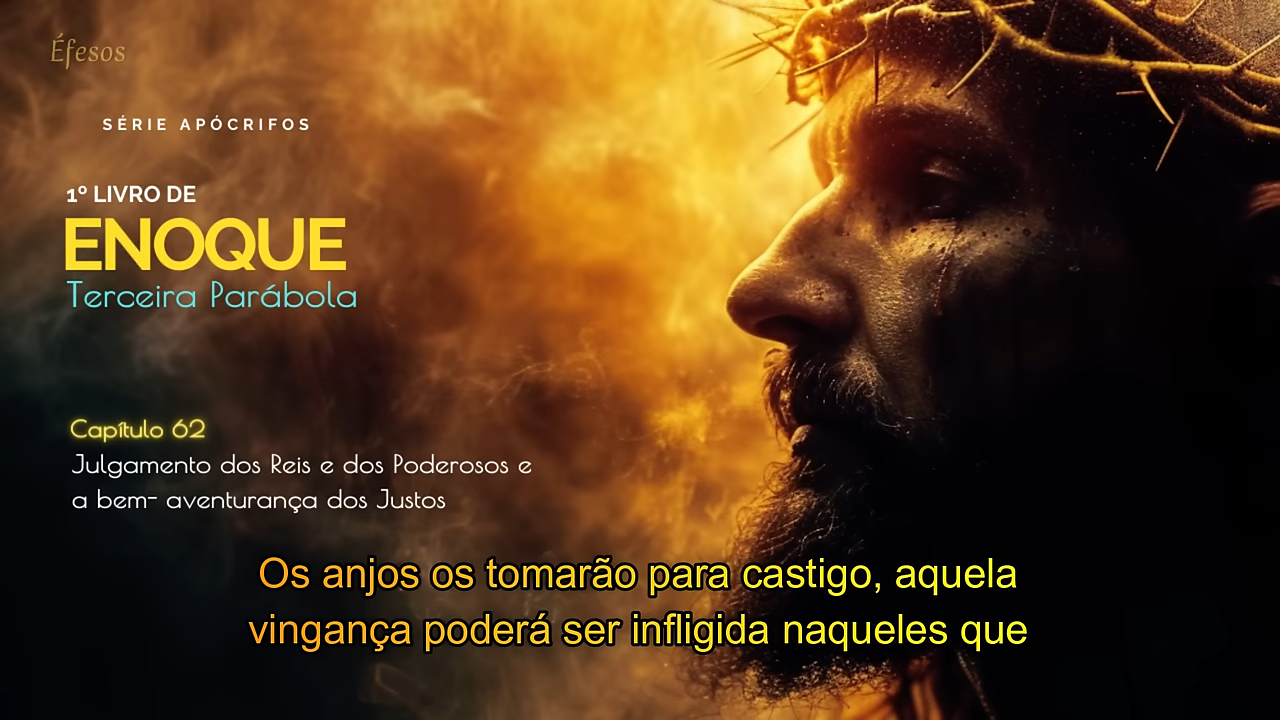 Éfesos
SÉRIE APÓCRIFOS
1º LIVRO DE
ENOQUE
Terceira Parábola
Capítulo 62
Julgamento dos Reis e dos Poderosos e
a bem- aventurança dos Justos
Os anjos os tomarão para castigo, aquela
vingança poderá ser infligida naqueles que